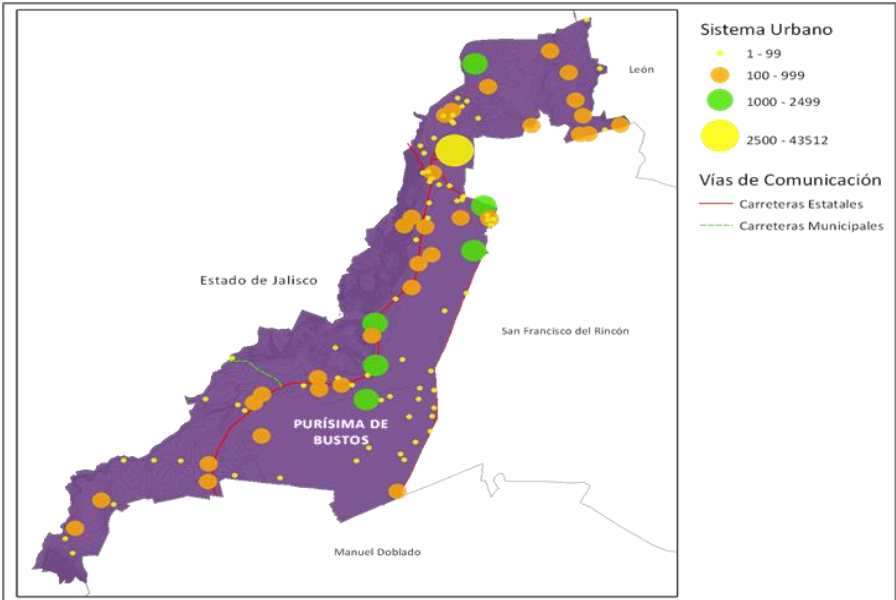 Sistema Urbano
1 - 99
100 - 999
1000 - 2499
2500 - 43512
Vías de Comunicación
Carreteras Estatales
Carreteras Municipales
León
Estado de Jalisco
San Francisco del Rincón
PURÍSIMA DE
BUSTOS
Manuel Doblado